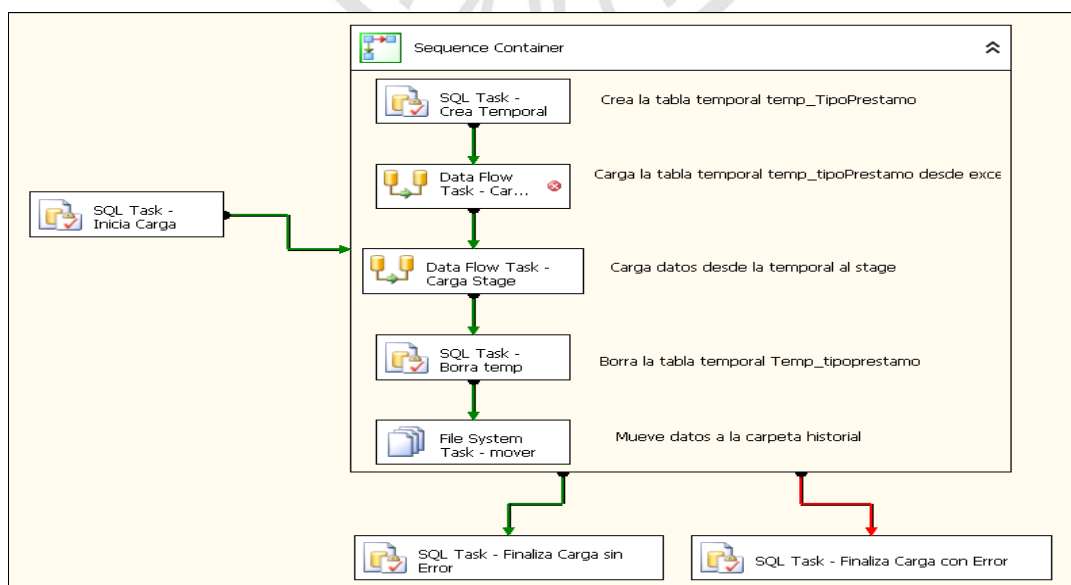 Sequence Container
SQL Task -
Crea Temporal
Crea la tabla temporal temp_TipoPrestamo
Data Flow
Task - Car...
Carga la tabla temporal temp_tipoPrestamo desde exce
SQL Task -
Inicia Carga
Data Flow Task -
Carga Stage
Carga datos desde la temporal al stage
SQL Task -
Borra temp
Borra la tabla temporal Temp_tipoprestamo
File System
Task - mover
Mueve datos a la carpeta historial
SQL Task - Finaliza Carga sin
Error
SQL Task - Finaliza Carga con Error